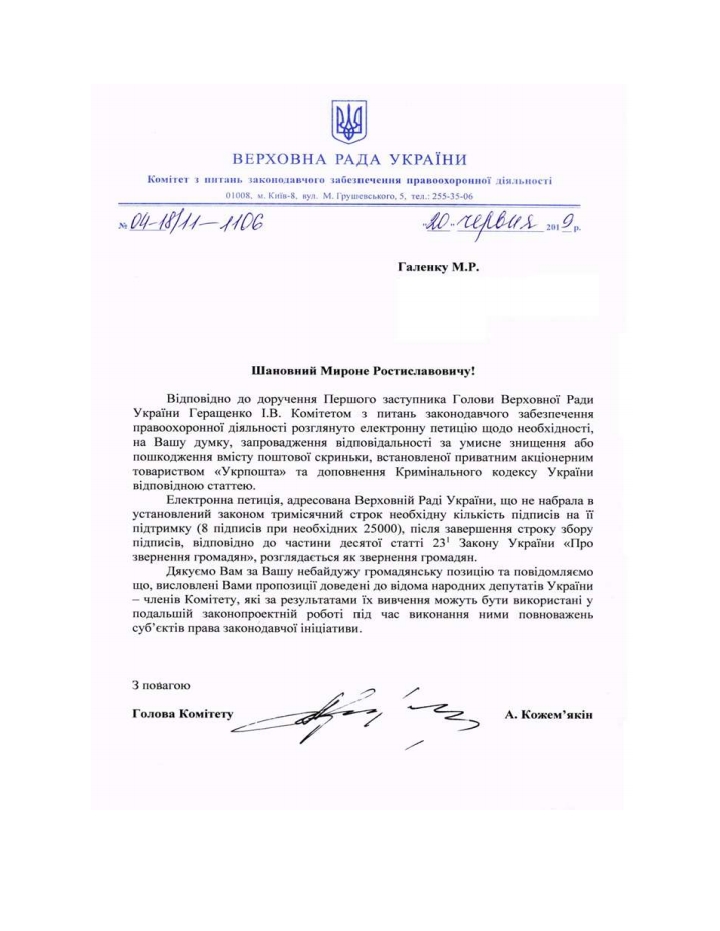 ВЕРХОВНА РАДА УКРАЇНИ
Комітет з питань законодавчого забезпечення правоохоронної діяльності
01008, м. Київ-8, вул. М. Грушевського, 5, тел.: 255-35-06
№ 04-18/11-1106
"20" червня 2019 р.
Галенку М.Р.
Шановний Мироне Ростиславовичу!
Відповідно до доручення Першого заступника Голови Верховної Ради
України Геращенко І.В. Комітетом з питань законодавчого забезпечення
правоохоронної діяльності розглянуто електронну петицію щодо необхідності,
на Вашу думку, запровадження відповідальності за умисне знищення або
пошкодження вмісту поштової скриньки, встановленої приватним акціонерним
товариством «Укрпошта» та доповнення Кримінального кодексу України
відповідною статтею.
Електронна петиція, адресована Верховній Раді України, що не набрала в
установлений законом тримісячний строк необхідну кількість підписів на її
підтримку (8 підписів при необхідних 25000), після завершення строку збору
підписів, відповідно до частини десятої статті 23¹ Закону України «Про
звернення громадян», розглядається як звернення громадян.
Дякуємо Вам за Вашу небайдужу громадянську позицію та повідомляємо
що, висловлені Вами пропозиції доведені до відома народних депутатів України
– членів Комітету, які за результатами їх вивчення можуть бути використані у
подальшій законопроектній роботі під час виконання ними повноважень
суб’єктів права законодавчої ініціативи.
З повагою
Голова Комітету
А. Кожем’якін